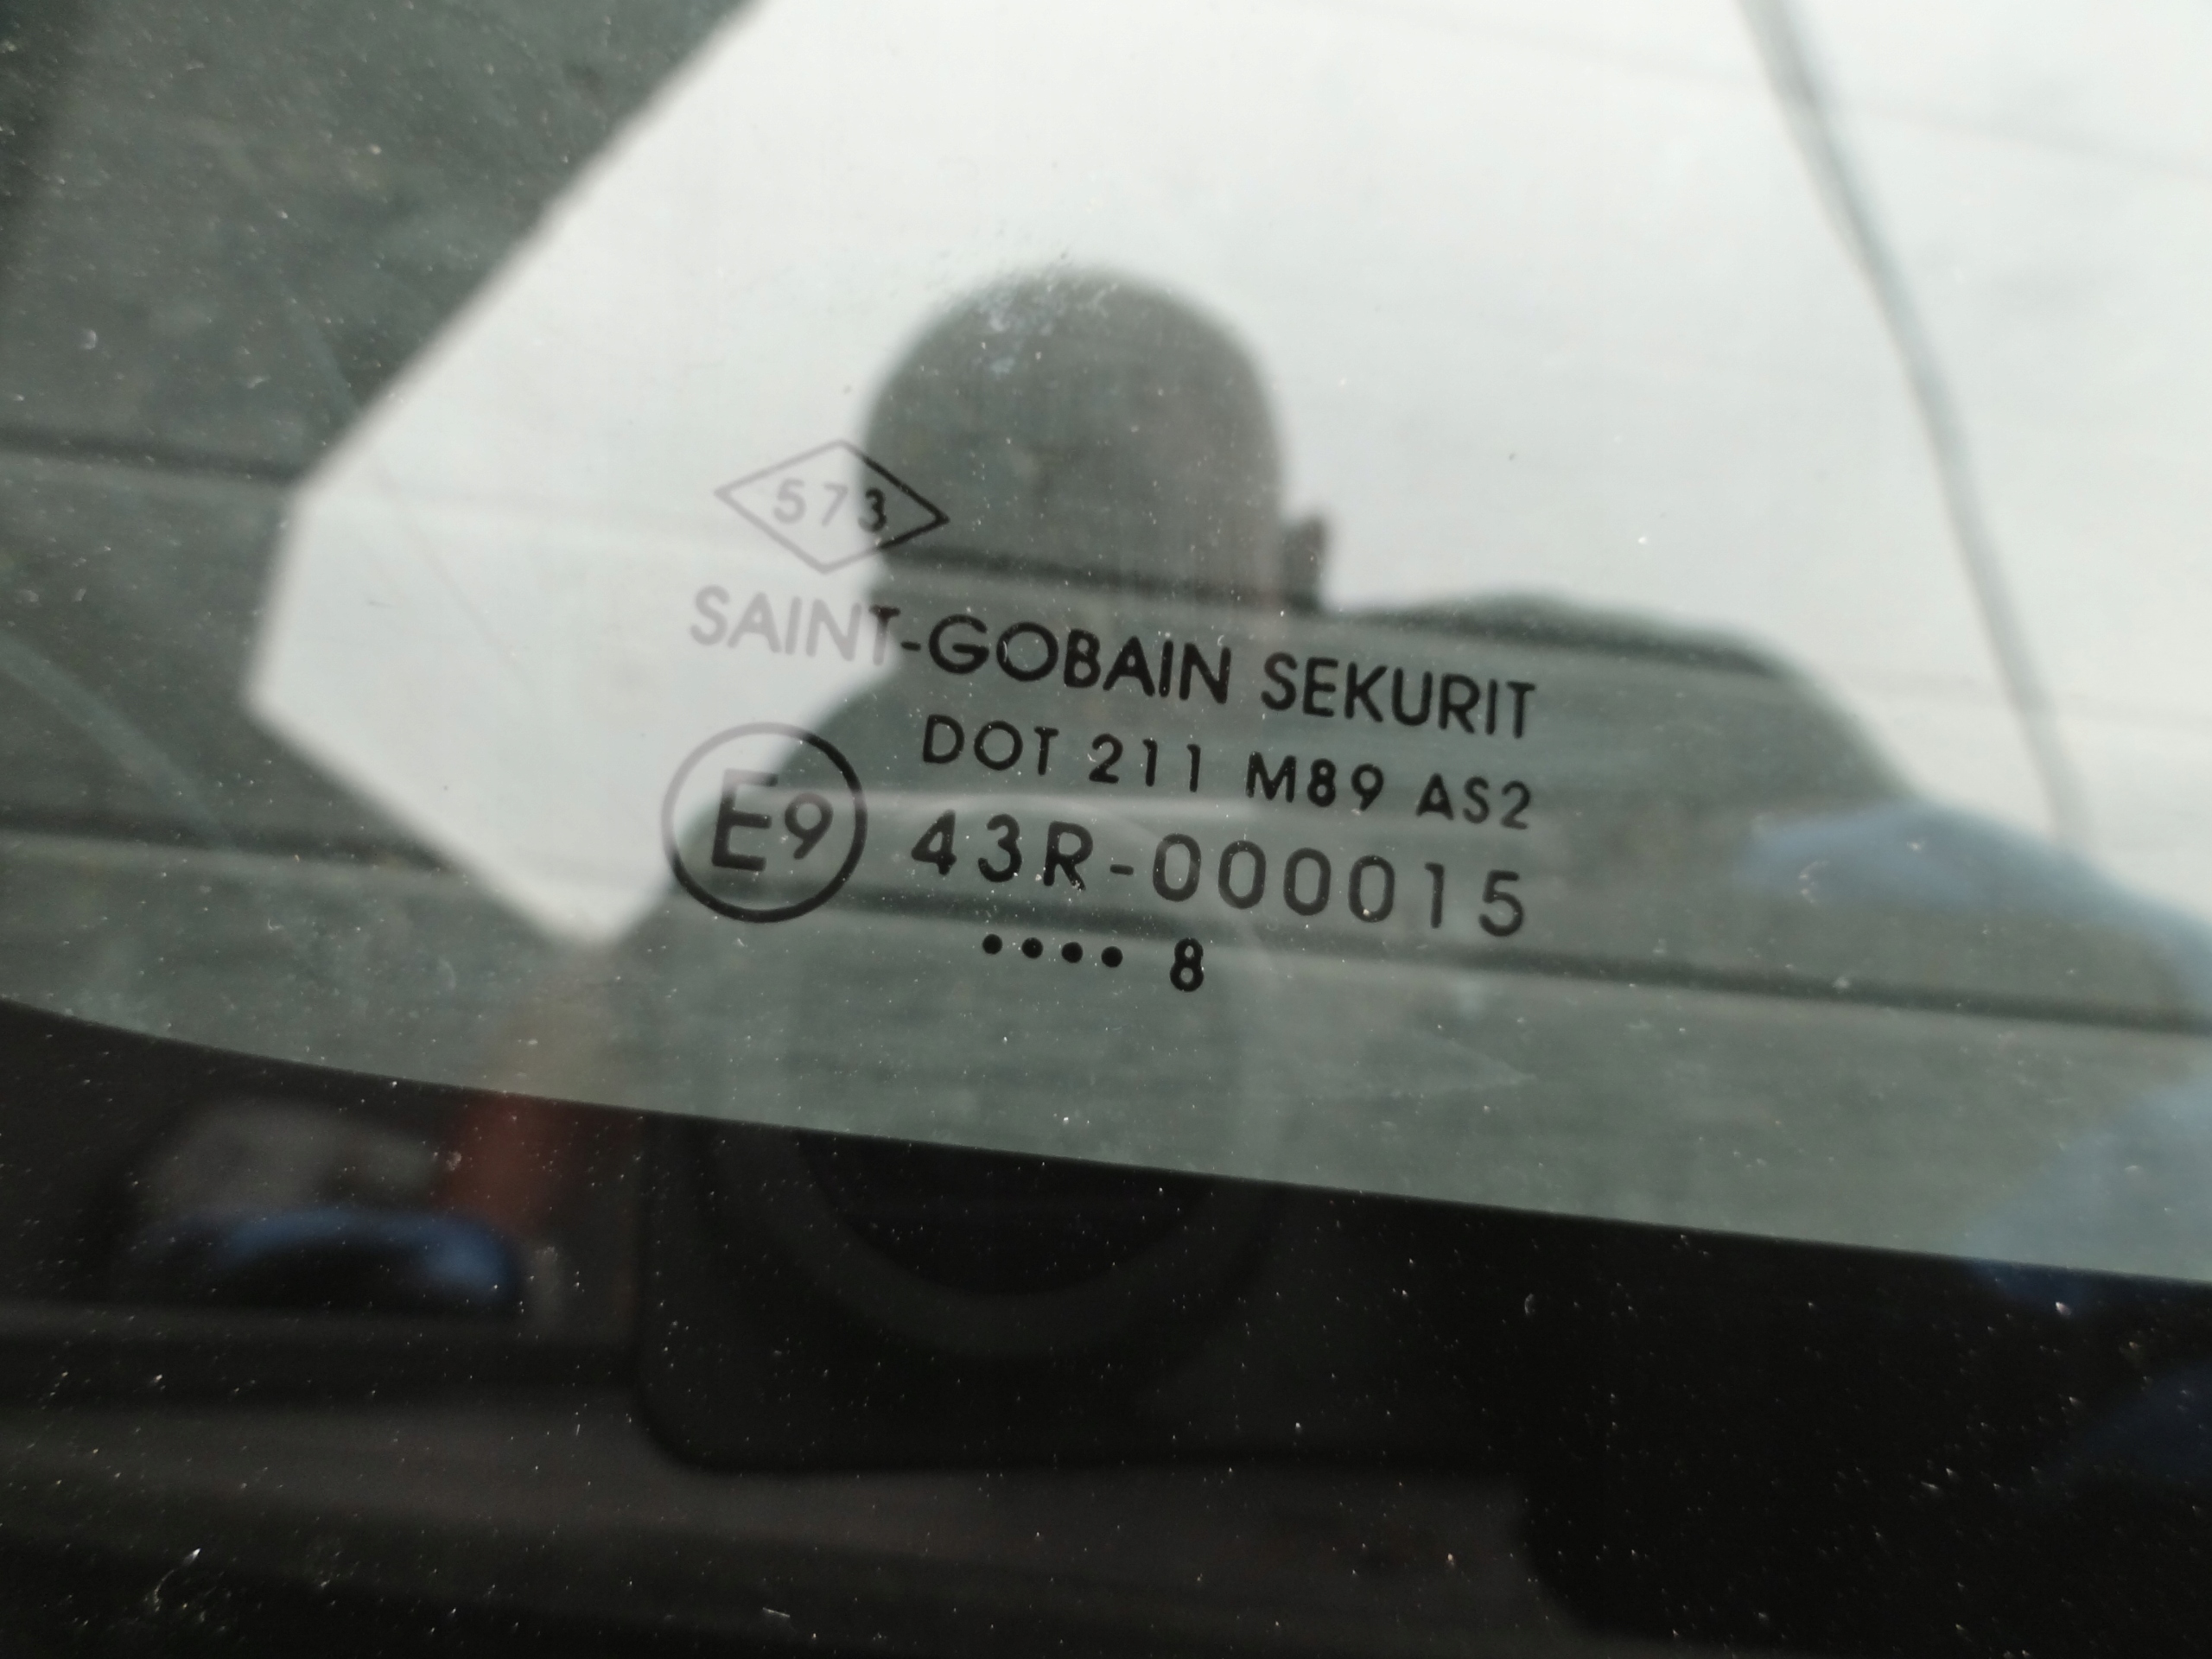 573
SAINT-GOBAIN SEKURIT
DOT 211 M89 AS2
E9 43R-000015
•••• 8